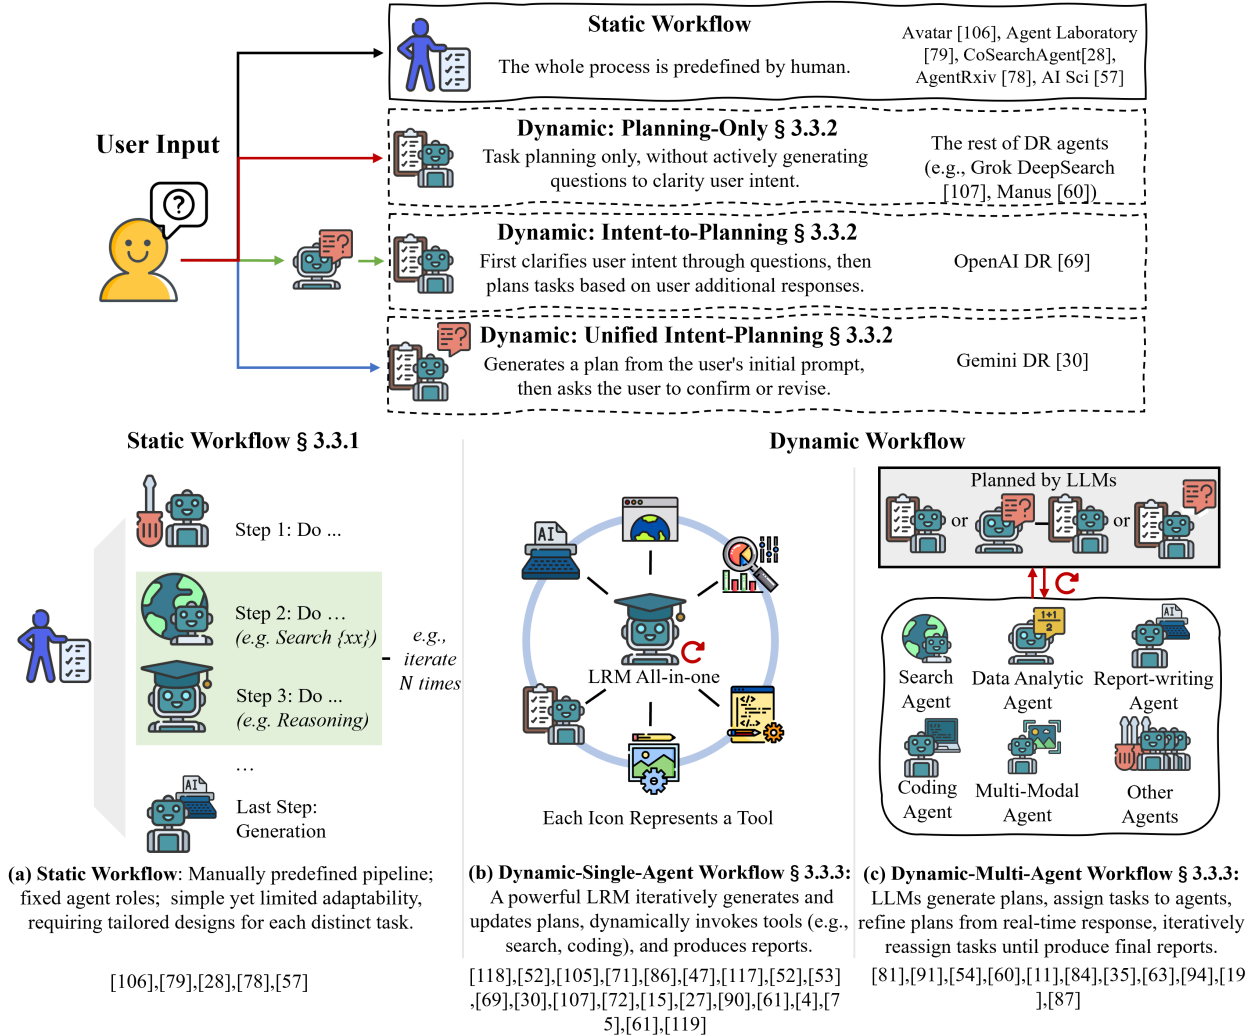 Static Workflow
The whole process is predefined by human.
Avatar [106], Agent Laboratory
[79], CoSearchAgent[28],
AgentRxiv [78], AI Sci [57]
User Input
Dynamic: Planning-Only § 3.3.2
Task planning only, without actively generating
questions to clarity user intent.
The rest of DR agents
(e.g., Grok DeepSearch
[107], Manus [60])
Dynamic: Intent-to-Planning § 3.3.2
First clarifies user intent through questions, then
plans tasks based on user additional responses.
OpenAI DR [69]
Dynamic: Unified Intent-Planning § 3.3.2
Generates a plan from the user's initial prompt,
then asks the user to confirm or revise.
Gemini DR [30]
Static Workflow § 3.3.1
Step 1: Do ...
Step 2: Do ...
(e.g. Search {xx})
Step 3: Do ...
(e.g. Reasoning)
...
Last Step:
Generation
AI
e.g.,
iterate
N times
Dynamic Workflow
AI
LRM All-in-one
Each Icon Represents a Tool
Planned by LLMs
or
or
1+1
2
AI
Search
Agent
Data Analytic
Agent
Report-writing
Agent
Coding
Agent
Multi-Modal
Agent
Other
Agents
(a) Static Workflow: Manually predefined pipeline;
fixed agent roles; simple yet limited adaptability,
requiring tailored designs for each distinct task.
[106],[79],[28],[78],[57]
(b) Dynamic-Single-Agent Workflow § 3.3.3:
A powerful LRM iteratively generates and
updates plans, dynamically invokes tools (e.g.,
search, coding), and produces reports.
[118],[52],[105],[71],[86],[47],[117],[52],[53]
,[69],[30],[107],[72],[15],[27],[90],[61],[4],[7
5],[61],[119]
(c) Dynamic-Multi-Agent Workflow § 3.3.3:
LLMs generate plans, assign tasks to agents,
refine plans from real-time response, iteratively
reassign tasks until produce final reports.
[81],[91],[54],[60],[11],[84],[35],[63],[94],[19
],[87]